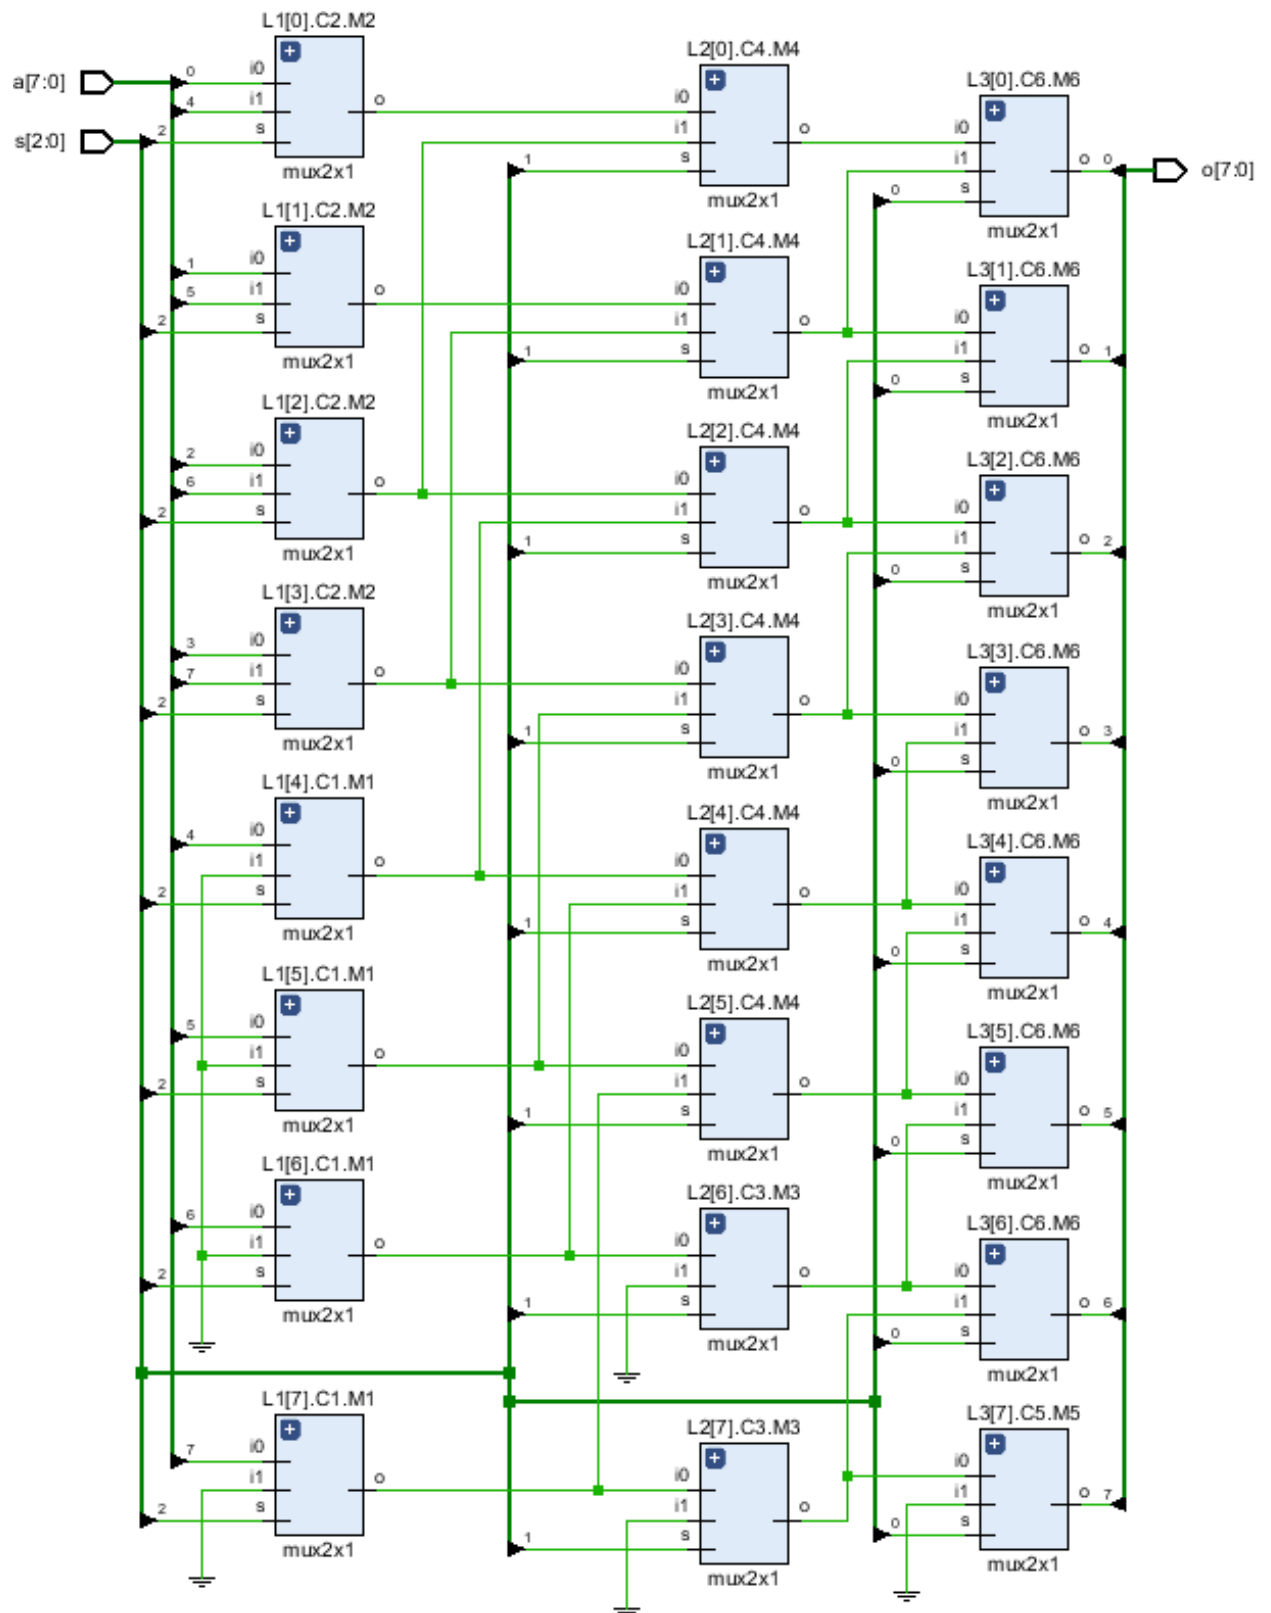 a[7:0]
s[2:0]
L1[0].C2.M2
0 i0
4 i1 o
2 s
mux2x1
L1[1].C2.M2
1 i0
5 i1 o
2 s
mux2x1
L1[2].C2.M2
2 i0
6 i1 o
2 s
mux2x1
L1[3].C2.M2
3 i0
7 i1 o
2 s
mux2x1
L1[4].C1.M1
4 i0
i1 o
2 s
mux2x1
L1[5].C1.M1
5 i0
i1 o
2 s
mux2x1
L1[6].C1.M1
6 i0
i1 o
2 s
mux2x1
L1[7].C1.M1
7 i0
i1 o
2 s
mux2x1
L2[0].C4.M4
i0
i1 o
1 s
mux2x1
L2[1].C4.M4
i0
i1 o
1 s
mux2x1
L2[2].C4.M4
i0
i1 o
1 s
mux2x1
L2[3].C4.M4
i0
i1 o
1 s
mux2x1
L2[4].C4.M4
i0
i1 o
1 s
mux2x1
L2[5].C4.M4
i0
i1 o
1 s
mux2x1
L2[6].C3.M3
i0
i1 o
1 s
mux2x1
L2[7].C3.M3
i0
i1 o
1 s
mux2x1
L3[0].C6.M6
i0
i1 o 0
0 s
mux2x1
L3[1].C6.M6
i0
i1 o 1
0 s
mux2x1
L3[2].C6.M6
i0
i1 o 2
0 s
mux2x1
L3[3].C6.M6
i0
i1 o 3
0 s
mux2x1
L3[4].C6.M6
i0
i1 o 4
0 s
mux2x1
L3[5].C6.M6
i0
i1 o 5
0 s
mux2x1
L3[6].C6.M6
i0
i1 o 6
0 s
mux2x1
L3[7].C5.M5
i0
i1 o 7
0 s
mux2x1
o[7:0]